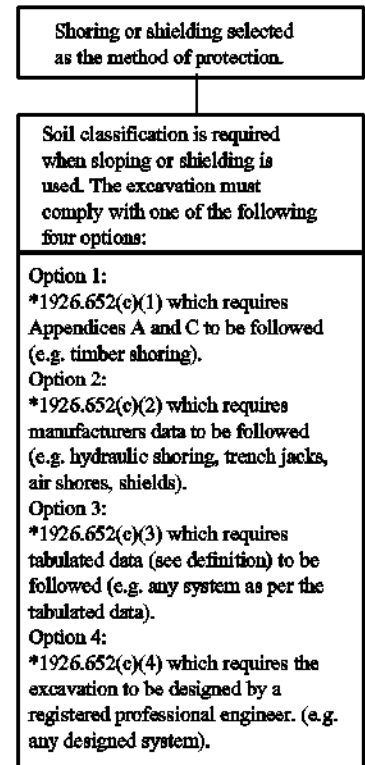 Shoring or shielding selected
as the method of protection.
Soil classification is required
when sloping or shielding is
used. The excavation must
comply with one of the following
four options:
Option 1:
*1926.652(c)(1) which requires
Appendices A and C to be followed
(e.g. timber shoring).
Option 2:
*1926.652(c)(2) which requires
manufacturers data to be followed
(e.g. hydraulic shoring, trench jacks,
air shores, shields).
Option 3:
*1926.652(c)(3) which requires
tabulated data (see definition) to be
followed (e.g. any system as per the
tabulated data).
Option 4:
*1926.652(c)(4) which requires the
excavation to be designed by a
registered professional engineer. (e.g.
any designed system).